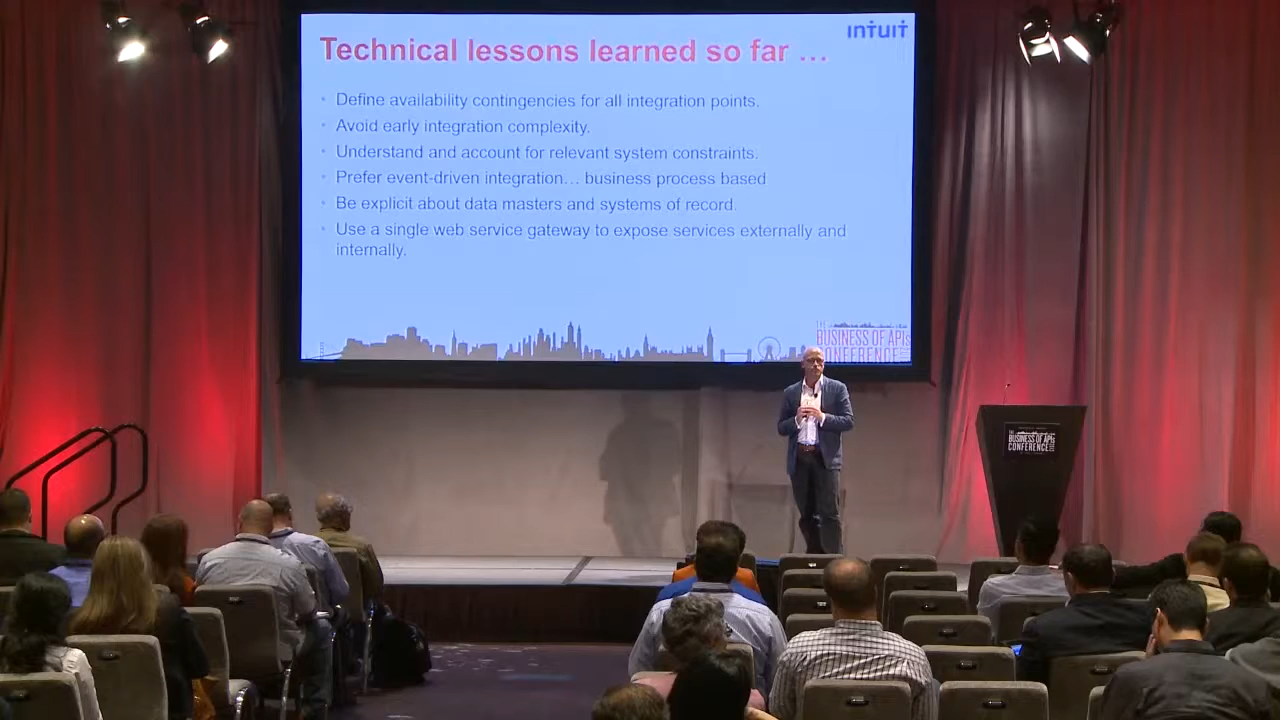 intuit
Technical lessons learned so far ...
• Define availability contingencies for all integration points.
• Avoid early integration complexity.
• Understand and account for relevant system constraints.
• Prefer event-driven integration... business process based
• Be explicit about data masters and systems of record.
• Use a single web service gateway to expose services externally and
internally.
THE
BUSINESS OF APIs
CONFERENCE
THE
BUSINESS OF APIs
CONFERENCE